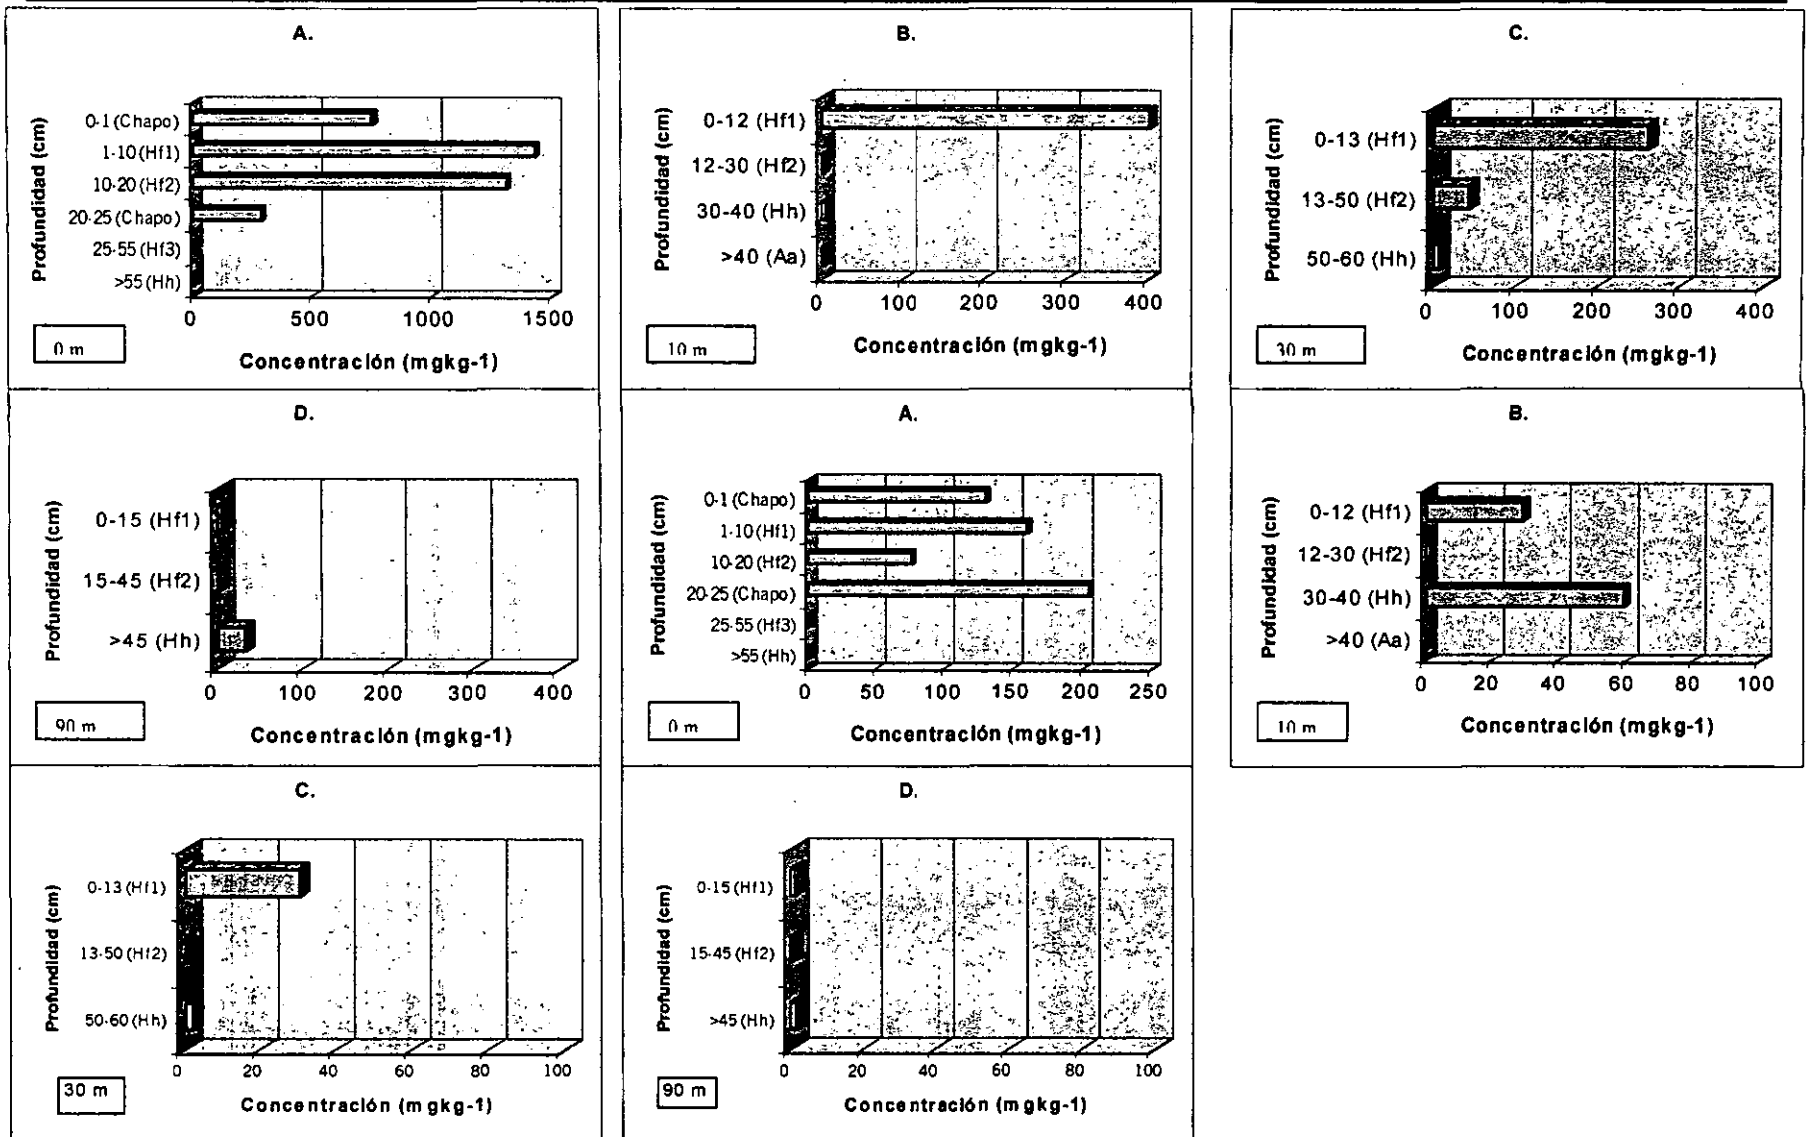 A.
Profundidad (cm)
0-1 (Chapo)
1-10 (Hf1)
10-20 (Hf2)
20-25 (Chapo)
25-55 (Hf3)
>55 (Hh)
0 500 1000 1500
0 m
Concentración (mgkg-1)
B.
Profundidad (cm)
0-12 (Hf1)
12-30 (Hf2)
30-40 (Hh)
>40 (Aa)
0 100 200 300 400
10 m
Concentración (mgkg-1)
C.
Profundidad (cm)
0-13 (Hf1)
13-50 (Hf2)
50-60 (Hh)
0 100 200 300 400
30 m
Concentración (mgkg-1)
D.
Profundidad (cm)
0-15 (Hf1)
15-45 (Hf2)
>45 (Hh)
0 100 200 300 400
90 m
Concentración (mgkg-1)
A.
Profundidad (cm)
0-1 (Chapo)
1-10 (Hf1)
10-20 (Hf2)
20-25 (Chapo)
25-55 (Hf3)
>55 (Hh)
0 50 100 150 200 250
0 m
Concentración (mgkg-1)
B.
Profundidad (cm)
0-12 (Hf1)
12-30 (Hf2)
30-40 (Hh)
>40 (Aa)
0 20 40 60 80 100
10 m
Concentración (mgkg-1)
C.
Profundidad (cm)
0-13 (Hf1)
13-50 (Hf2)
50-60 (Hh)
0 20 40 60 80 100
30 m
Concentración (mgkg-1)
D.
Profundidad (cm)
0-15 (Hf1)
15-45 (Hf2)
>45 (Hh)
0 20 40 60 80 100
90 m
Concentración (mgkg-1)